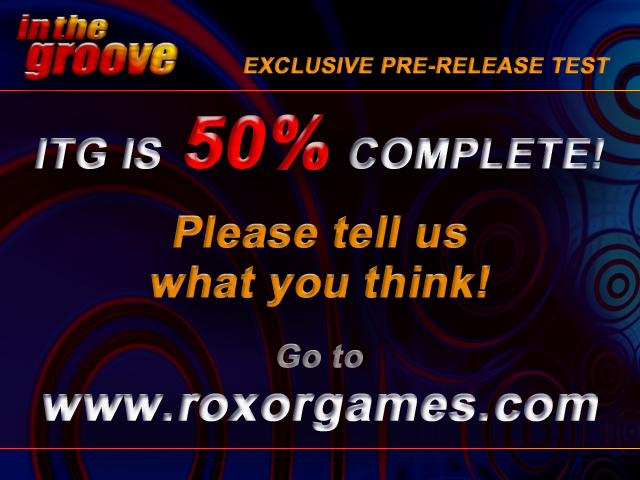 in the
groove
EXCLUSIVE PRE-RELEASE TEST
ITG IS 50% COMPLETE!
Please tell us
what you think!
Go to
www.roxorgames.com